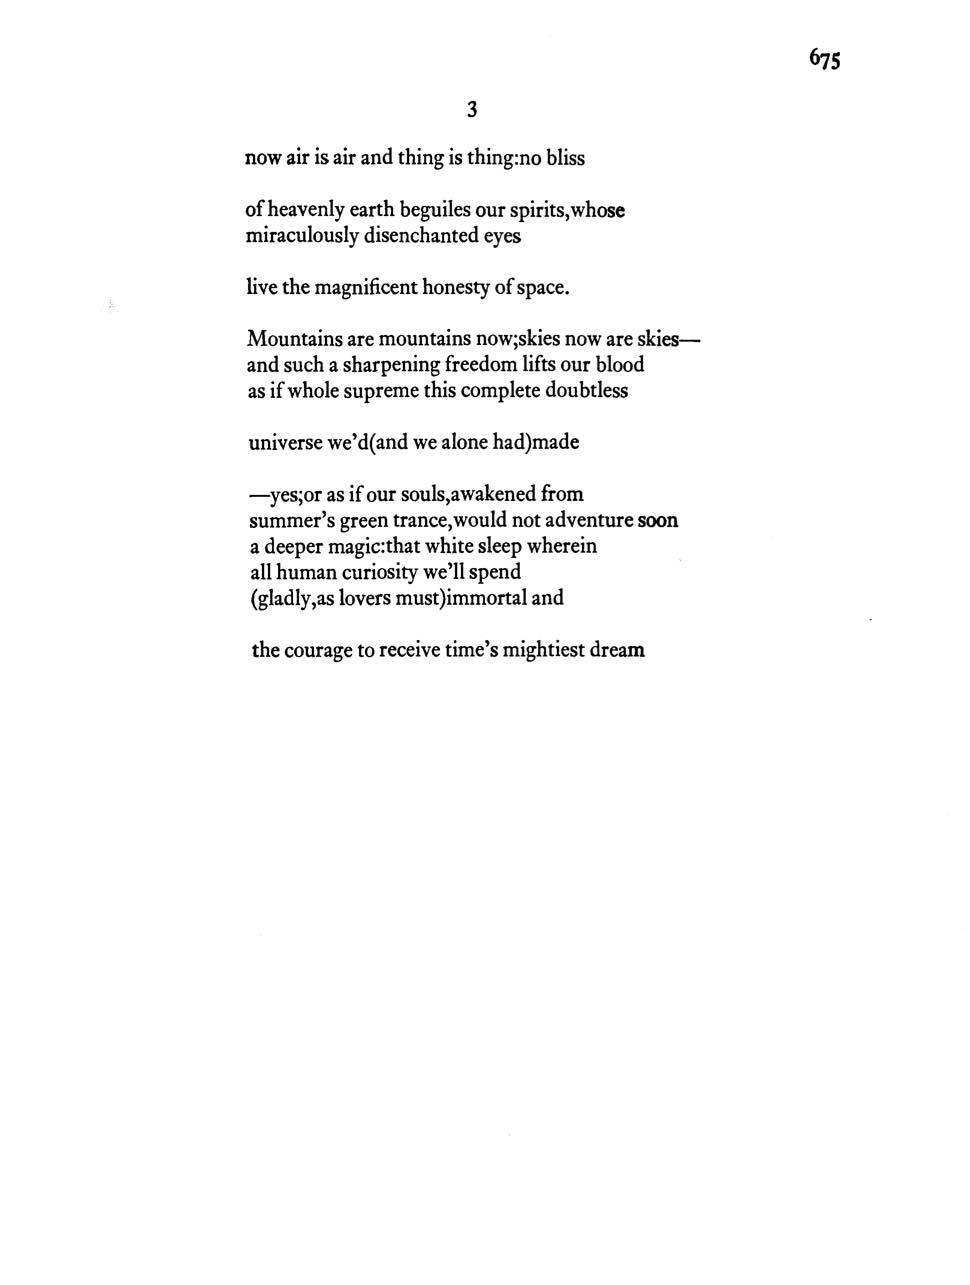 675
3
now air is air and thing is thing:no bliss
of heavenly earth beguiles our spirits,whose
miraculously disenchanted eyes
live the magnificent honesty of space.
Mountains are mountains now;skies now are skies—
and such a sharpening freedom lifts our blood
as if whole supreme this complete doubtless
universe we'd(and we alone had)made
—yes;or as if our souls,awakened from
summer's green trance,would not adventure soon
a deeper magic:that white sleep wherein
all human curiosity we'll spend
(gladly,as lovers must)immortal and
the courage to receive time's mightiest dream